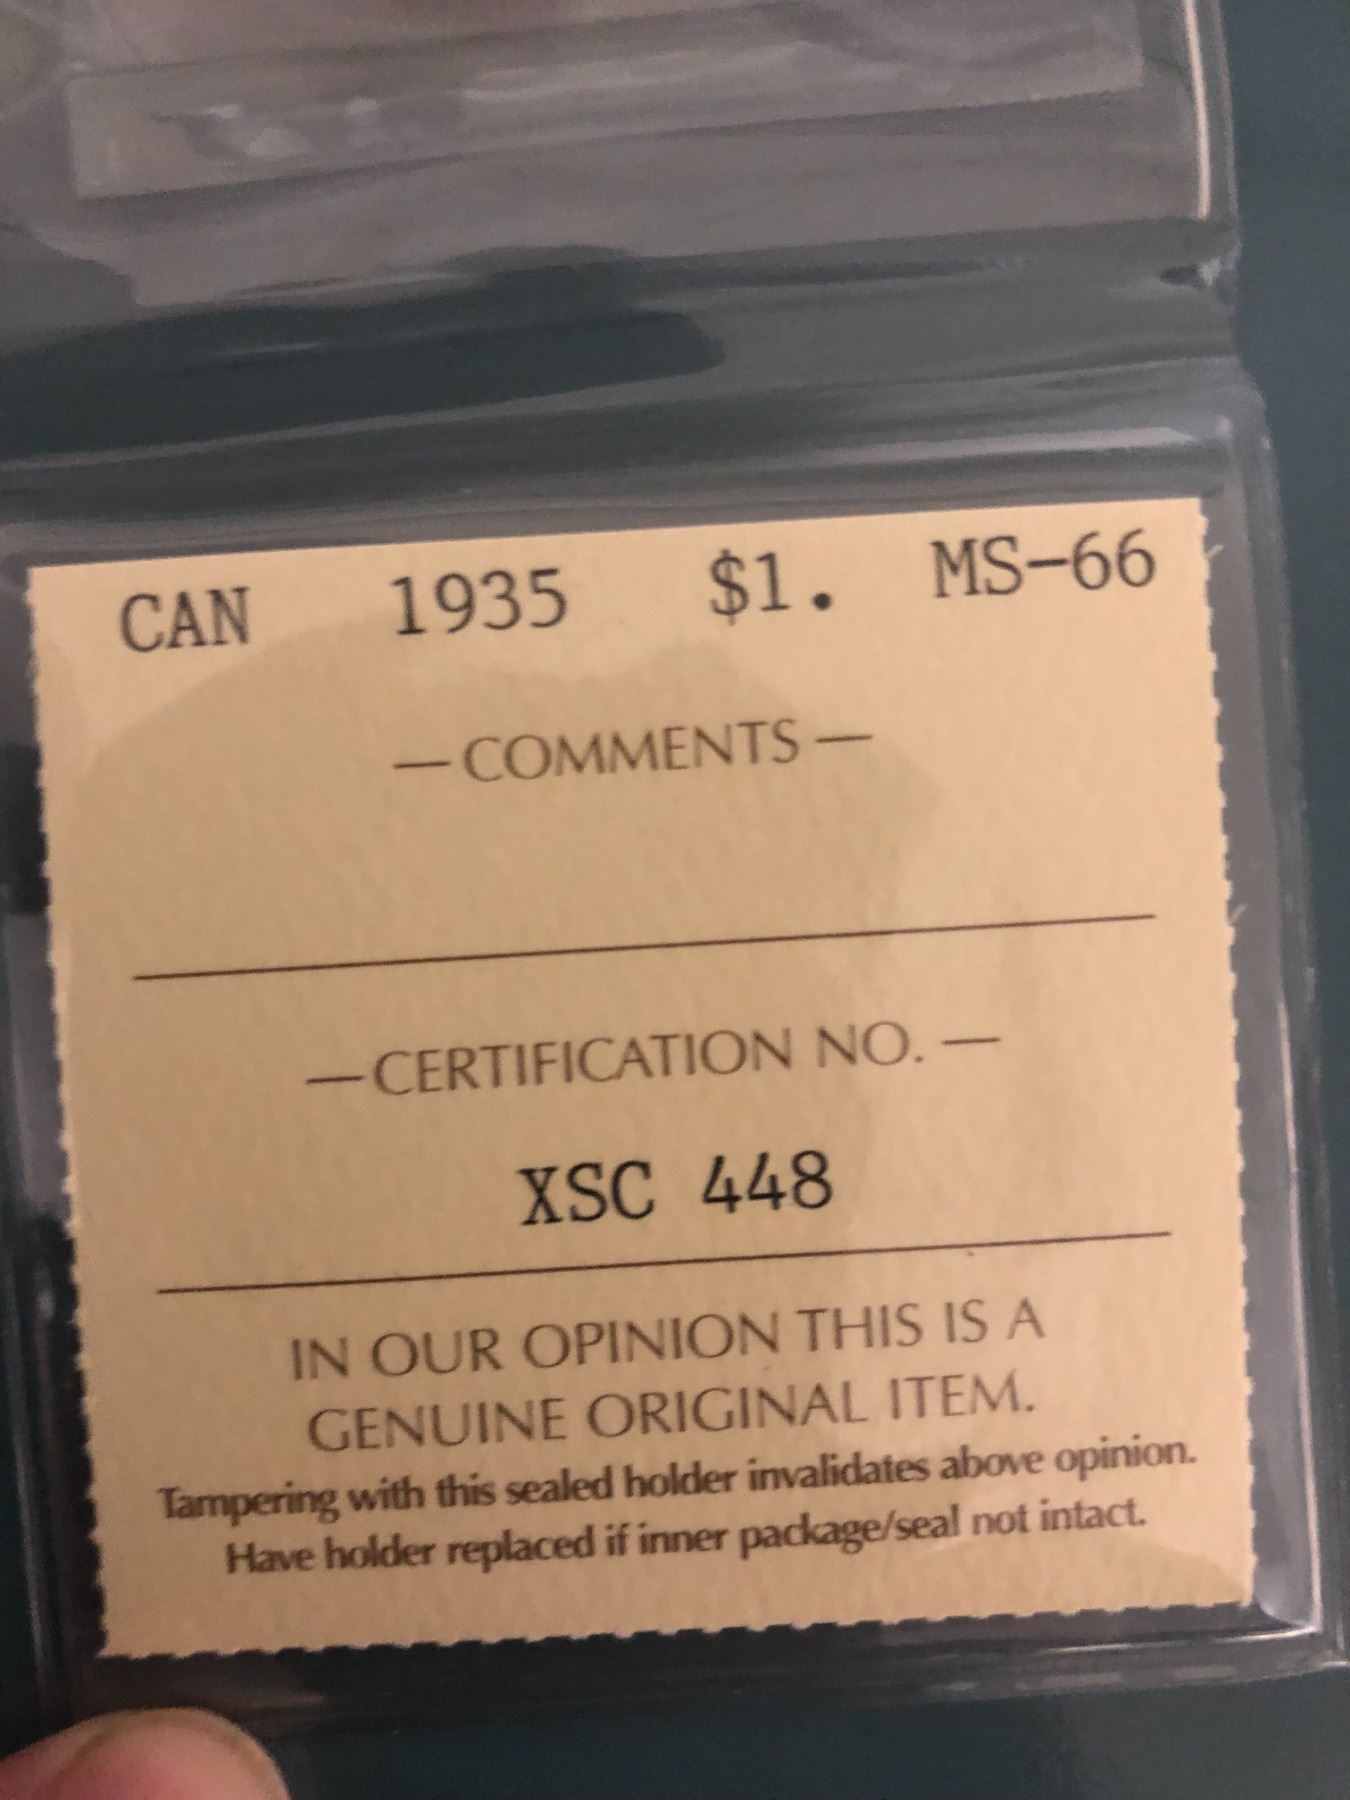 CAN 1935 $1. MS-66
— COMMENTS —
— CERTIFICATION NO. —
XSC 448
IN OUR OPINION THIS IS A
GENUINE ORIGINAL ITEM.
Tampering with this sealed holder invalidates above opinion.
Have holder replaced if inner package/seal not intact.